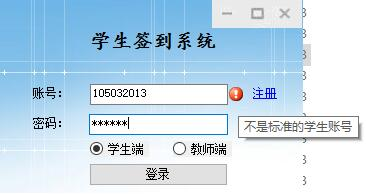 学生签到系统
账号： 105032013 注册
密码： ******
不是标准的学生账号
学生端 教师端
登录